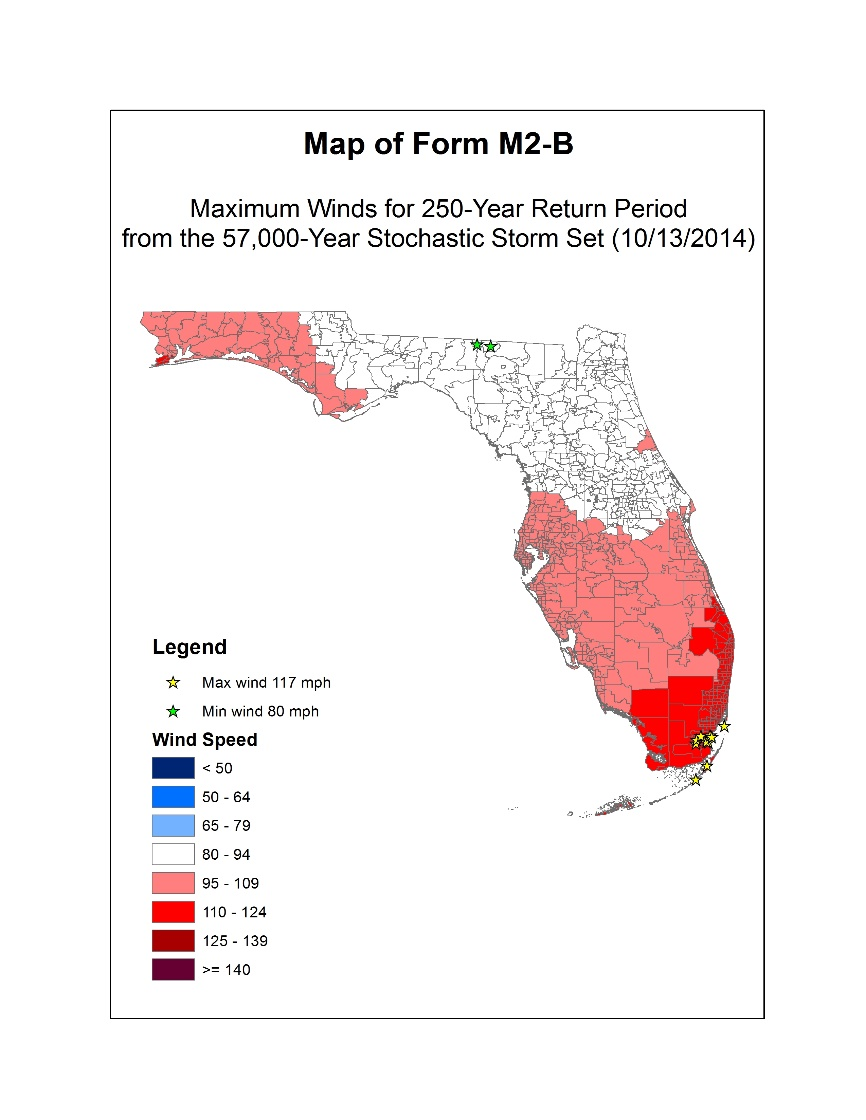 Map of Form M2-B
Maximum Winds for 250-Year Return Period
from the 57,000-Year Stochastic Storm Set (10/13/2014)
Legend
Max wind 117 mph
Min wind 80 mph
Wind Speed
< 50
50 - 64
65 - 79
80 - 94
95 - 109
110 - 124
125 - 139
>= 140